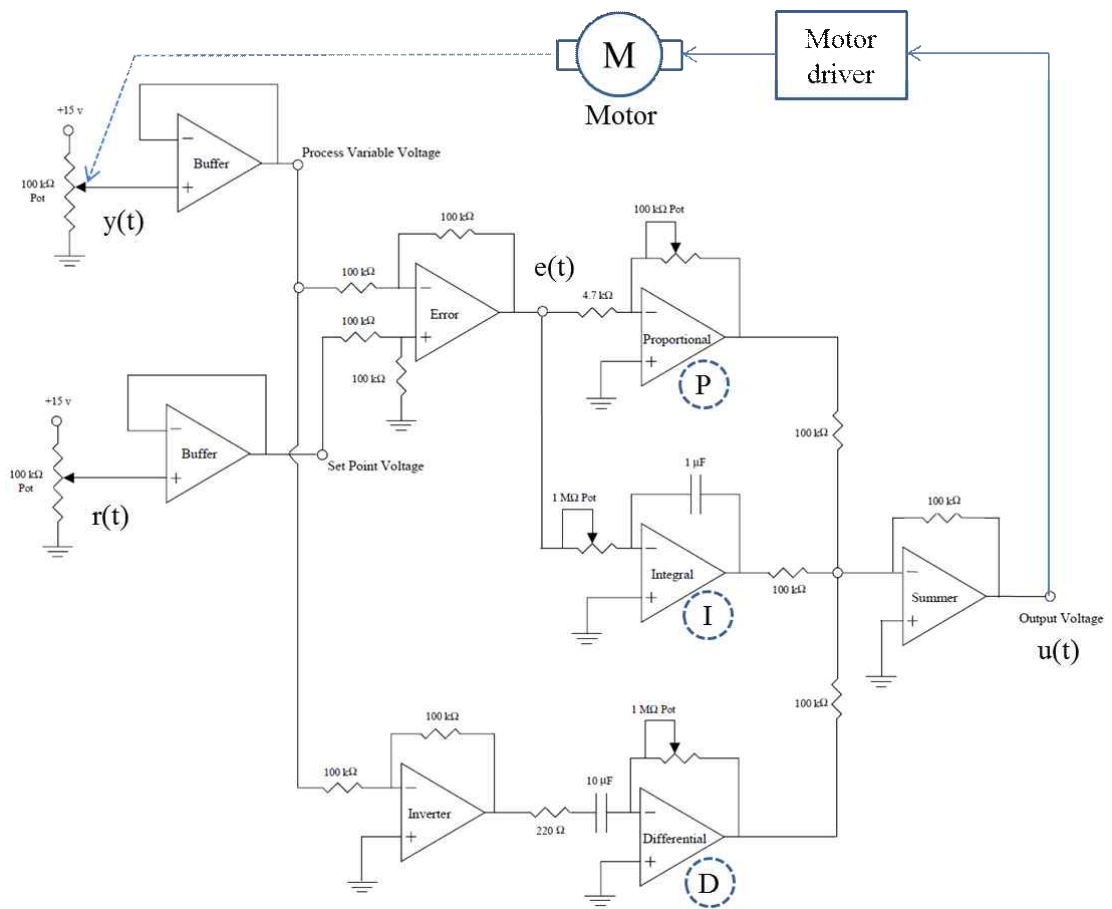 M
Motor
driver
Motor
+15 v
−
Buffer
+
100 kΩ
Pot
y(t)
Process Variable Voltage
100 kΩ
100 kΩ
−
Error
+
100 kΩ
100 kΩ
e(t)
100 kΩ Pot
4.7 kΩ
−
Proportional
+
P
100 kΩ
+15 v
−
Buffer
+
100 kΩ
Pot
r(t)
Set Point Voltage
1 μF
1 MΩ Pot
−
Integral
+
I
100 kΩ
100 kΩ
−
Summer
+
Output Voltage
u(t)
100 kΩ
100 kΩ
100 kΩ
−
Inverter
+
220 Ω
10 μF
1 MΩ Pot
−
Differential
+
D